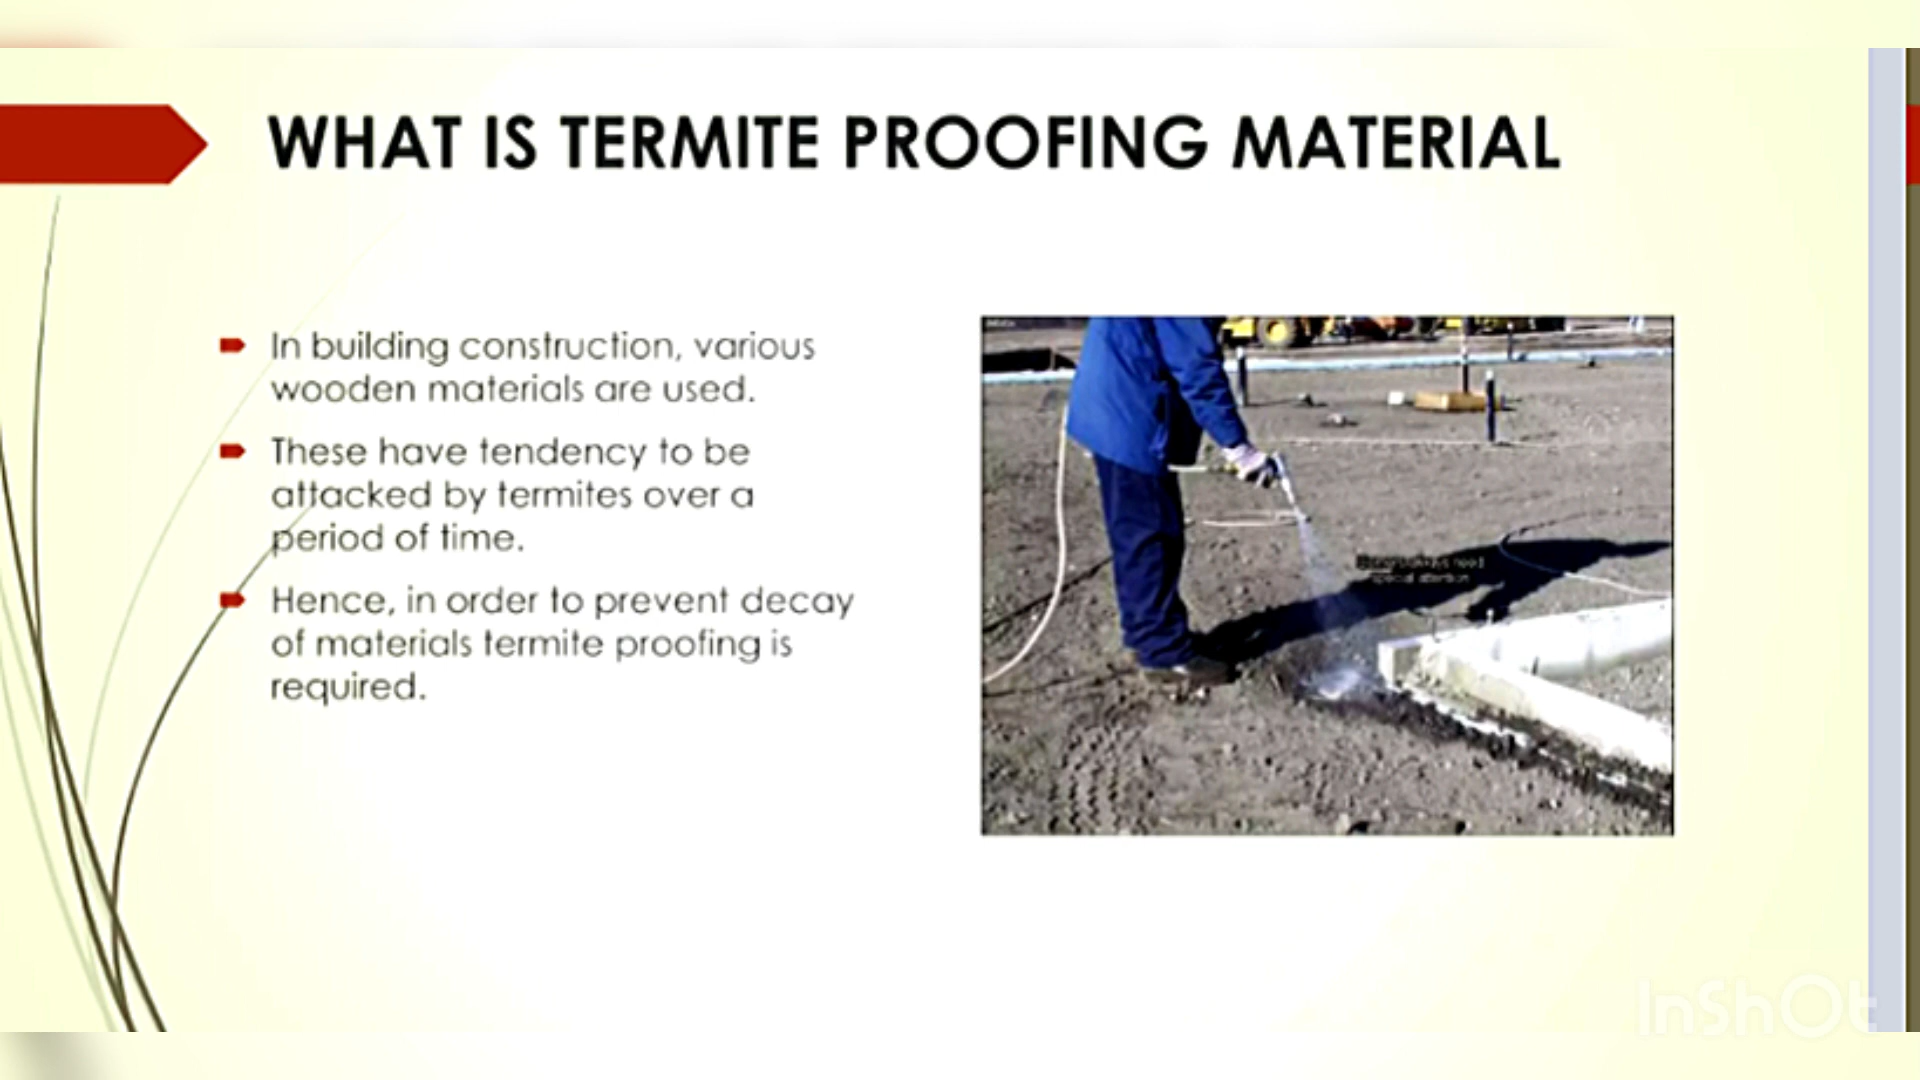 WHAT IS TERMITE PROOFING MATERIAL
In building construction, various
wooden materials are used.
These have tendency to be
attacked by termites over a
period of time.
Hence, in order to prevent decay
of materials termite proofing is
required.
special attention
InShOt